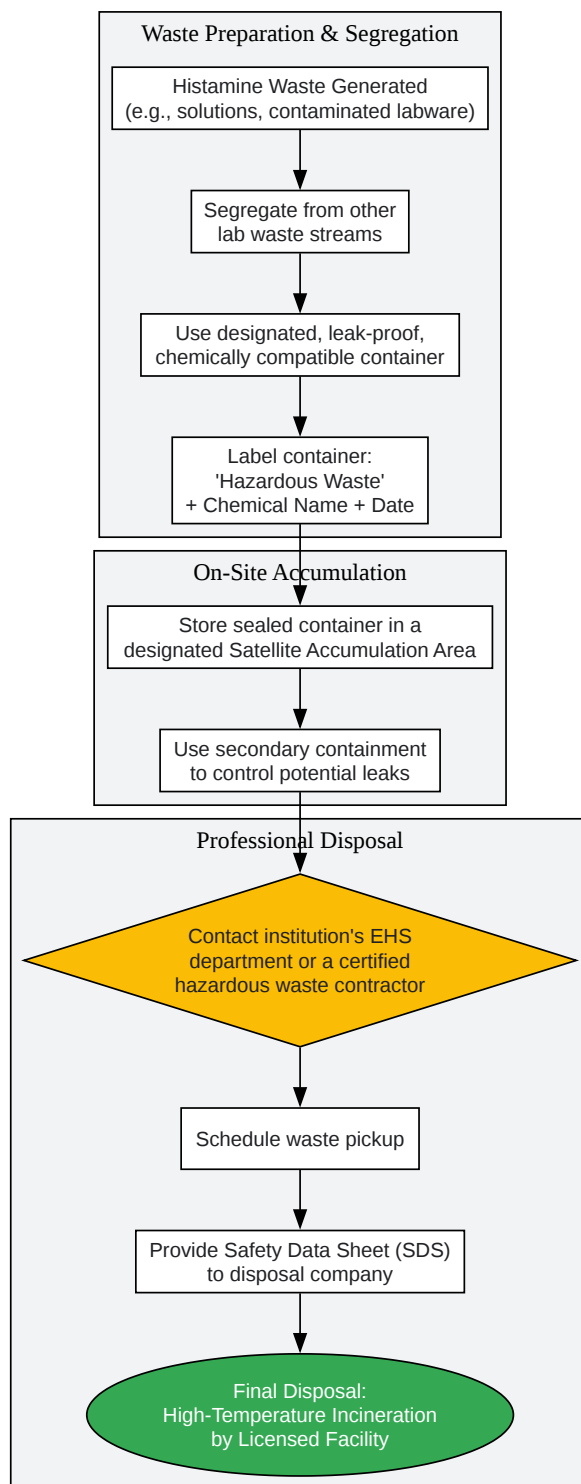 Waste Preparation & Segregation
Histamine Waste Generated
(e.g., solutions, contaminated labware)
Segregate from other
lab waste streams
Use designated, leak-proof,
chemically compatible container
Label container:
'Hazardous Waste'
+ Chemical Name + Date
On-Site Accumulation
Store sealed container in a
designated Satellite Accumulation Area
Use secondary containment
to control potential leaks
Professional Disposal
Contact institution's EHS
department or a certified
hazardous waste contractor
Schedule waste pickup
Provide Safety Data Sheet (SDS)
to disposal company
Final Disposal:
High-Temperature Incineration
by Licensed Facility